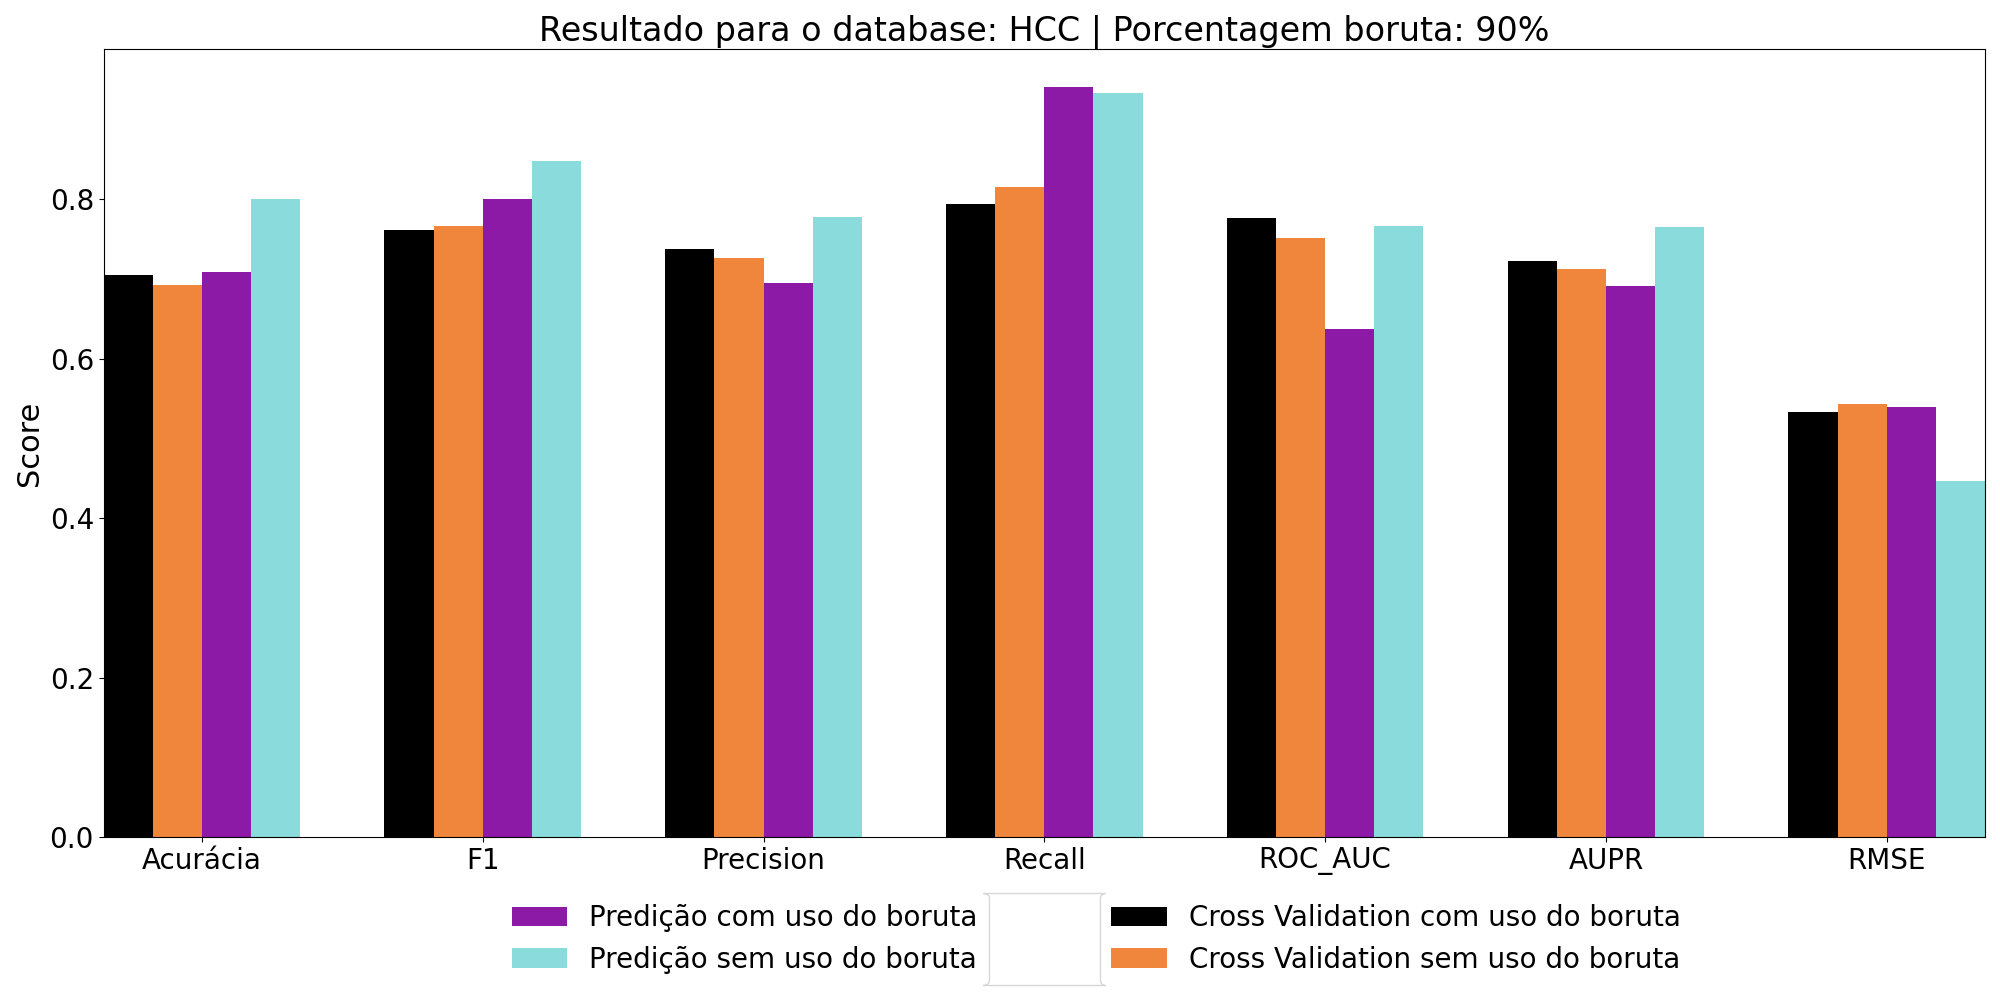 Resultado para o database: HCC | Porcentagem boruta: 90%
Score
0.8
0.6
0.4
0.2
0.0
Acurácia
F1
Precision
Recall
ROC_AUC
AUPR
RMSE
Predição com uso do boruta
Predição sem uso do boruta
Cross Validation com uso do boruta
Cross Validation sem uso do boruta